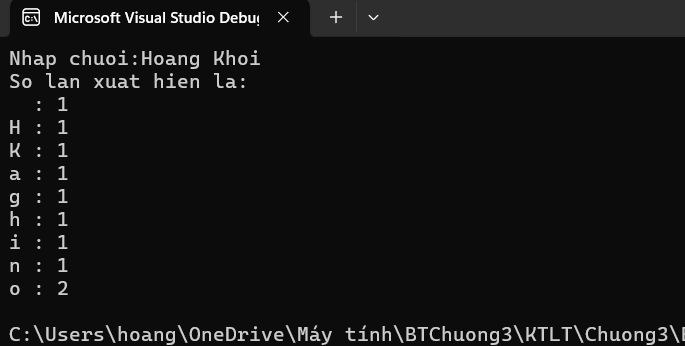 Microsoft Visual Studio Debug
Nhap chuoi:Hoang Khoi
So lan xuat hien la:
  : 1
H : 1
K : 1
a : 1
g : 1
h : 1
i : 1
n : 1
o : 2
C:\Users\hoang\OneDrive\Máy tính\BTChuong3\KTLT\Chuong3\